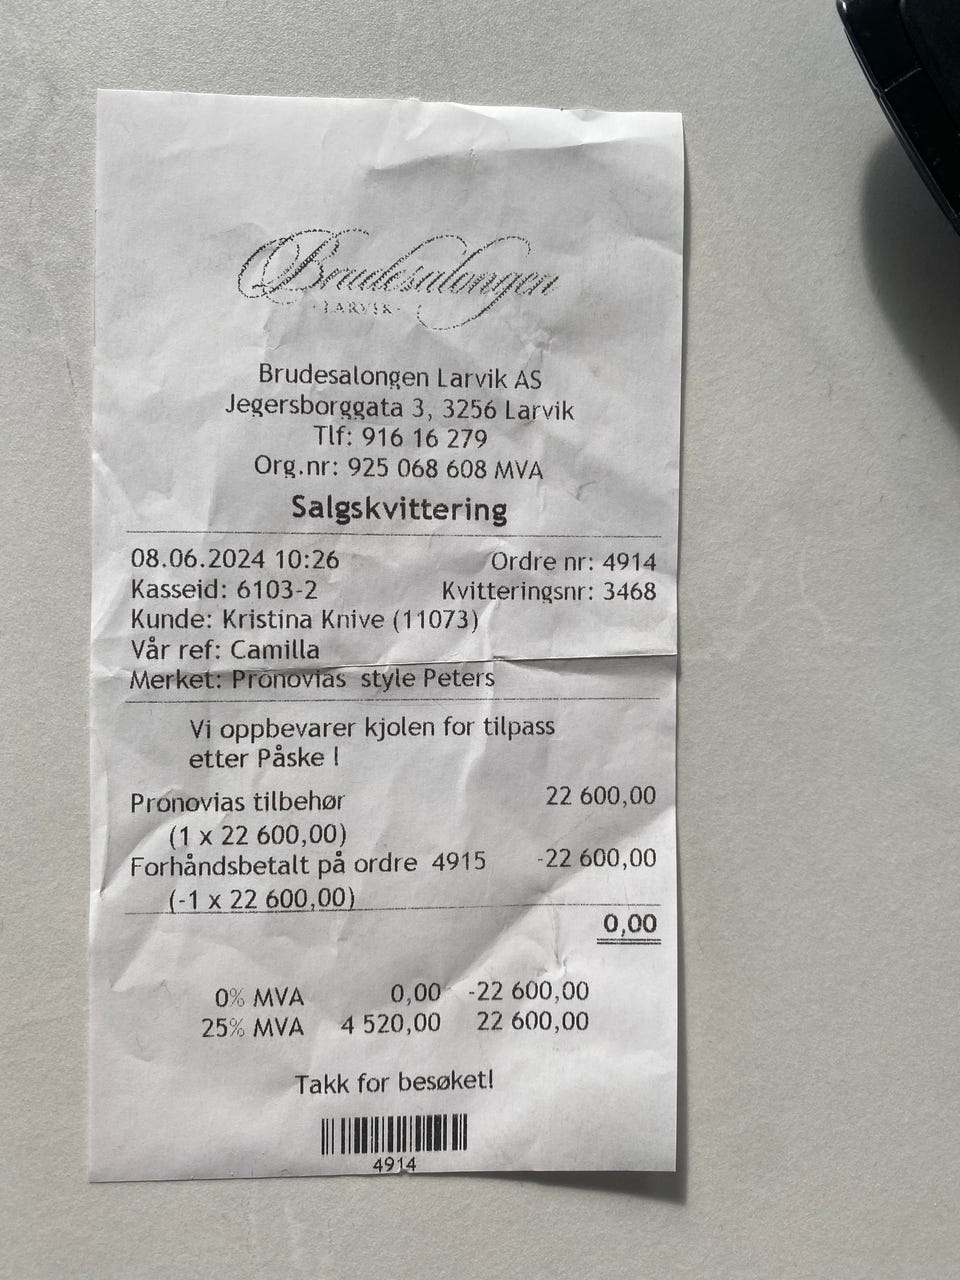 Brudesalongen
· LARVIK ·
Brudesalongen Larvik AS
Jegersborggata 3, 3256 Larvik
Tlf: 916 16 279
Org.nr: 925 068 608 MVA
Salgskvittering
08.06.2024 10:26 Ordre nr: 4914
Kasseid: 6103-2 Kvitteringsnr: 3468
Kunde: Kristina Knive (11073)
Vår ref: Camilla
Merket: Pronovias style Peters
Vi oppbevarer kjolen for tilpass
etter Påske !
Pronovias tilbehør 22 600,00
(1 x 22 600,00)
Forhåndsbetalt på ordre 4915 -22 600,00
(-1 x 22 600,00)
0,00
0% MVA 0,00 -22 600,00
25% MVA 4 520,00 22 600,00
Takk for besøket!
4914